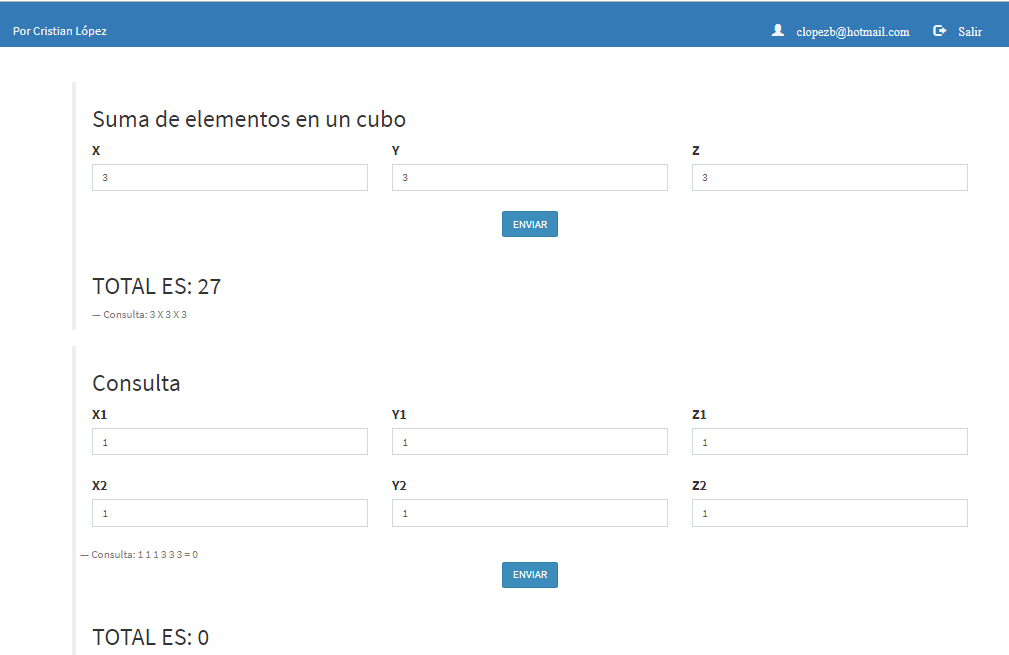 Por Cristian López clopezb@hotmail.com Salir
Suma de elementos en un cubo
X Y Z
3 3 3
ENVIAR
TOTAL ES: 27
— Consulta: 3 X 3 X 3
Consulta
X1 Y1 Z1
1 1 1
X2 Y2 Z2
1 1 1
— Consulta: 1 1 1 3 3 3 = 0
ENVIAR
TOTAL ES: 0